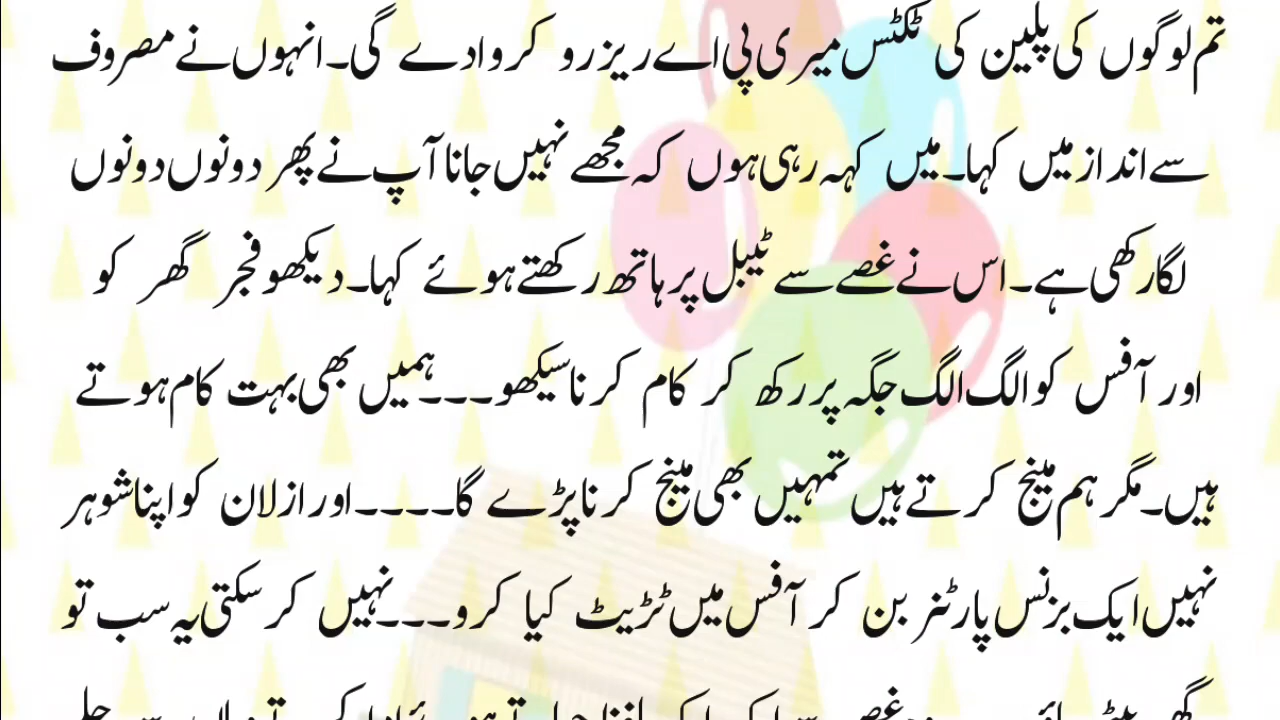 تم لوگوں کی پلین کی ٹکٹس میری پی اے ریزرو کروا دے گی۔ انہوں نے مصروف
سے انداز میں کہا۔ میں کہہ رہی ہوں کہ مجھے نہیں جانا آپ نے پھر دونوں دونوں
لگا رکھی ہے۔ اس نے غصے سے ٹیبل پر ہاتھ رکھتے ہوئے کہا۔ دیکھو فجر گھر کو
اور آفس کو الگ الگ جگہ پر رکھ کر کام کرنا سیکھو۔۔۔ ہمیں بھی بہت کام ہوتے
ہیں۔ مگر ہم مینج کرتے ہیں تمہیں بھی مینج کرنا پڑے گا۔۔۔۔ اور ازلان کو اپنا شوہر
نہیں ایک بزنس پارٹنر بن کر آفس میں ٹریٹ کیا کرو۔۔۔ نہیں کر سکتی یہ سب تو